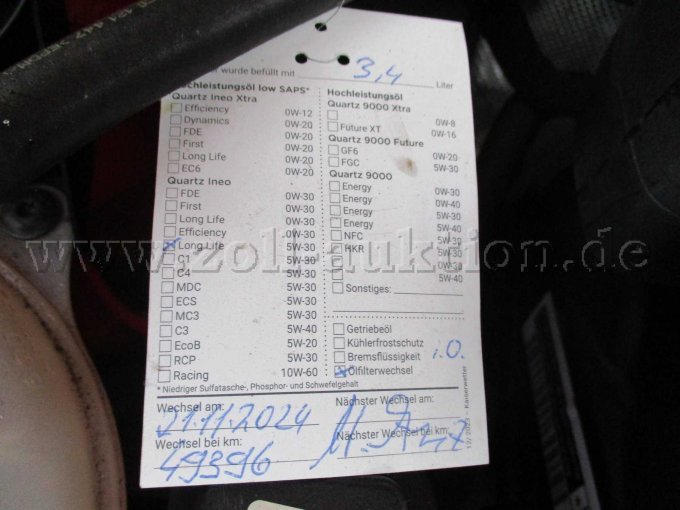 r wurde befüllt mit 3,4 Liter
Hochleistungsöl low SAPS*
Quartz Ineo Xtra
Efficiency 0W-12
Dynamics 0W-20
FDE 0W-20
First 0W-20
Long Life 0W-20
EC6 0W-20
Quartz Ineo
FDE 0W-30
First 0W-30
Long Life 0W-30
Efficiency 0W-30
Long Life 5W-30
C1 5W-30
C4 5W-30
MDC 5W-30
ECS 5W-30
MC3 5W-30
C3 5W-40
EcoB 5W-20
RCP 5W-30
Racing 10W-60
* Niedriger Sulfatasche-, Phosphor- und Schwefelgehalt
Hochleistungsöl
Quartz 9000 Xtra
0W-8
Future XT 0W-16
Quartz 9000 Future
GF6 0W-20
FGC 5W-30
Quartz 9000
Energy 0W-30
Energy 0W-40
Energy 5W-30
Energy 5W-40
NFC 5W-30
HKR 5W-30
0W-30
5W-40
Sonstiges:
Getriebeöl
Kühlerfrostschutz
Bremsflüssigkeit i.O.
Ölfilterwechsel
Wechsel am: Nächster Wechsel am:
21.11.2024
Wechsel bei km: Nächster Wechsel bei km:
49396
12/2023 - Kaiserwetter
www.zoll-auktion.de